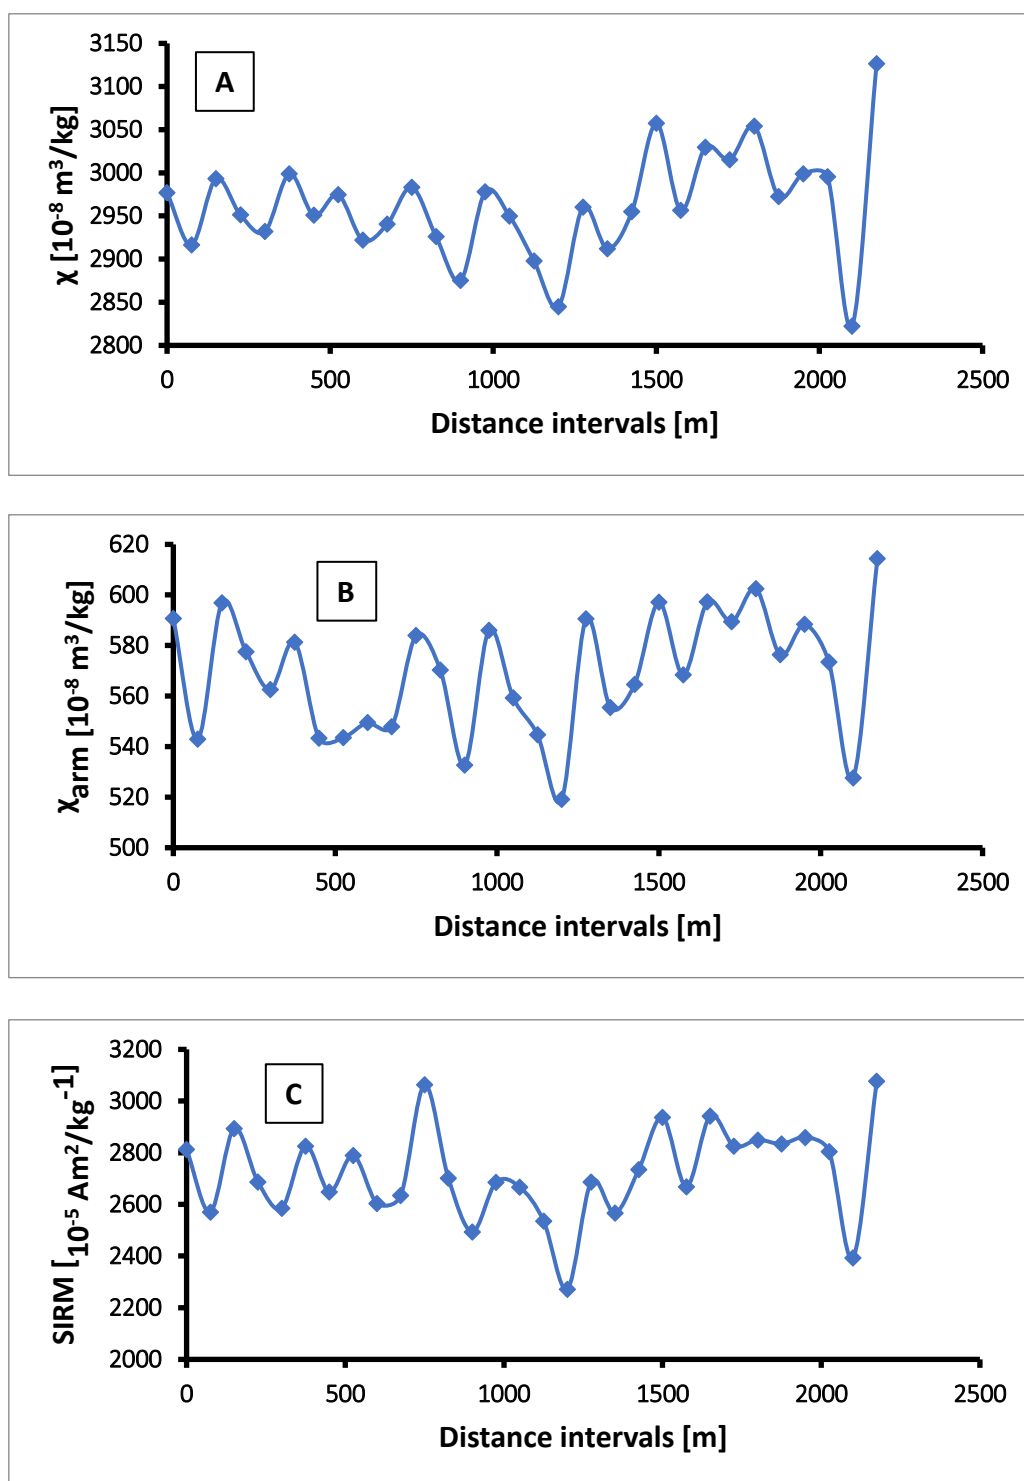 A
χ [10⁻⁸ m³/kg]
3150
3100
3050
3000
2950
2900
2850
2800
0 500 1000 1500 2000 2500
Distance intervals [m]
B
χarm [10⁻⁸ m³/kg]
620
600
580
560
540
520
500
0 500 1000 1500 2000 2500
Distance intervals [m]
C
SIRM [10⁻⁵ Am²/kg⁻¹]
3200
3000
2800
2600
2400
2200
2000
0 500 1000 1500 2000 2500
Distance intervals [m]